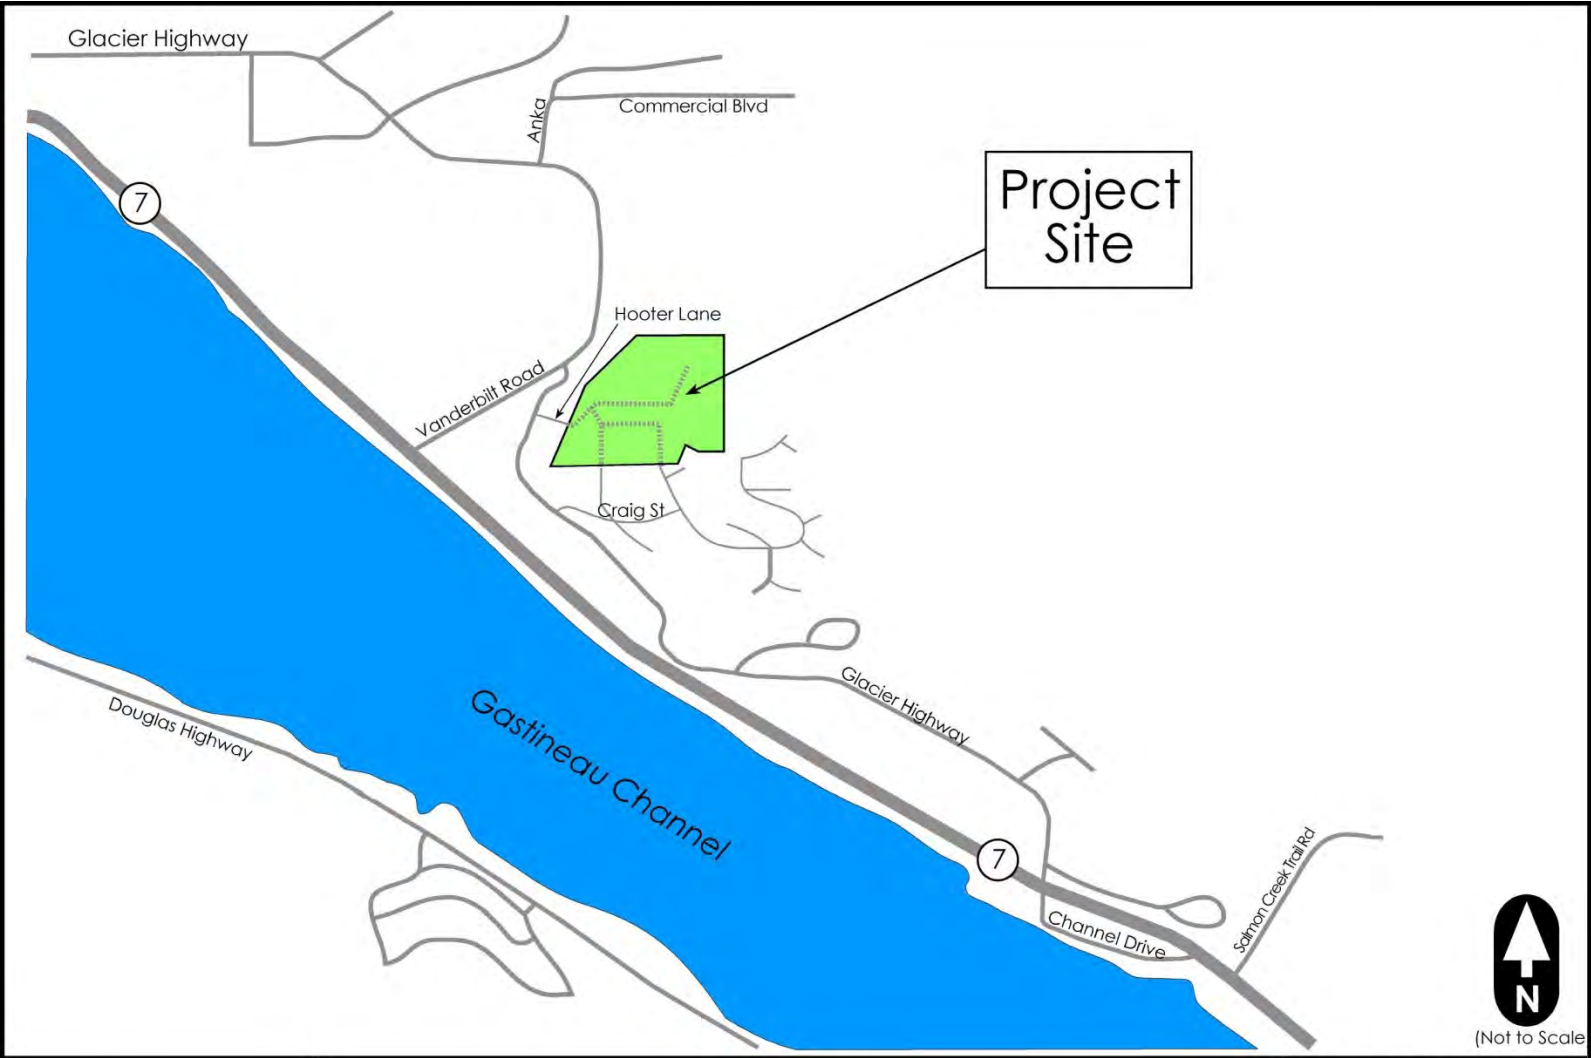 Glacier Highway
Anka
Commercial Blvd
7
Project
Site
Hooter Lane
Vanderbilt Road
Craig St
Glacier Highway
Gastineau Channel
Douglas Highway
7
Channel Drive
Salmon Creek Trail Rd
N
(Not to Scale